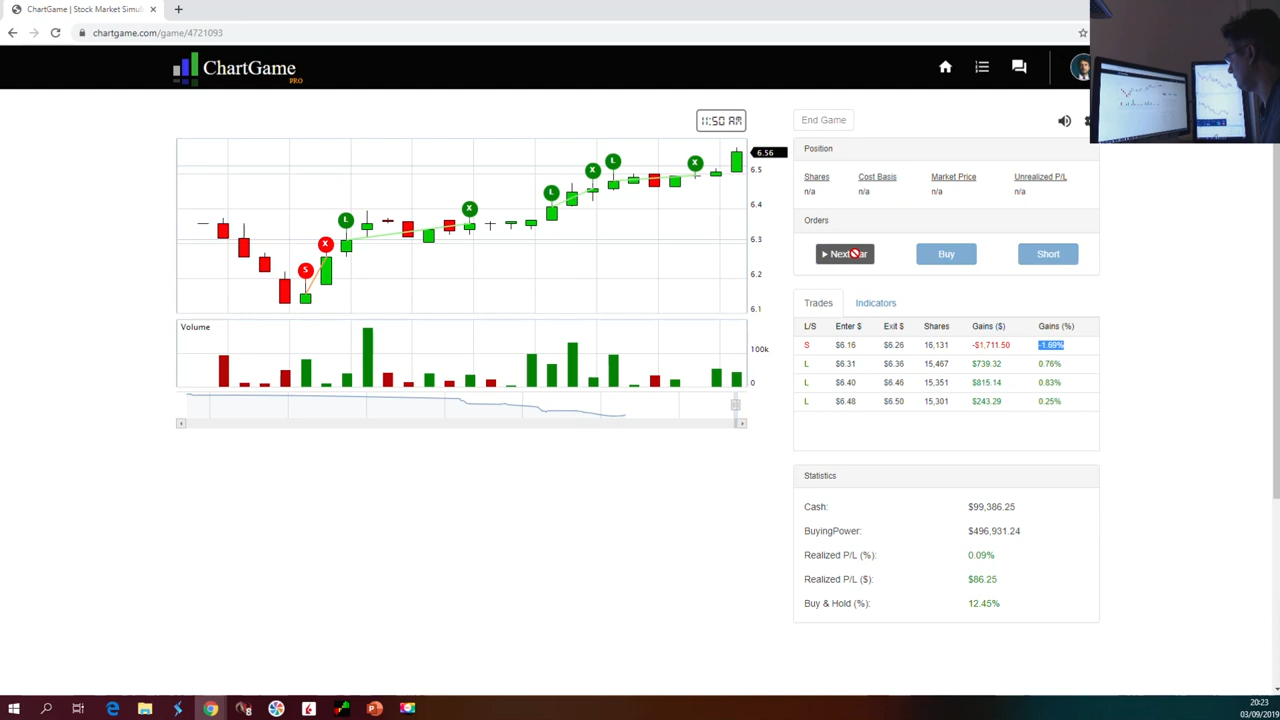 ChartGame | Stock Market Simul
chartgame.com/game/4721093
ChartGame
PRO
11:50 AM
End Game
Position
Shares Cost Basis Market Price Unrealized P/L
n/a n/a n/a n/a
Orders
Next Bar Buy Short
6.56
6.5
6.4
6.3
6.2
6.1
S X L X L X L X
Volume
100k
0
Trades Indicators
L/S Enter $ Exit $ Shares Gains ($) Gains (%)
S $6.16 $6.26 16,131 -$1,711.50 -1.69%
L $6.31 $6.36 15,467 $739.32 0.76%
L $6.40 $6.46 15,351 $815.14 0.83%
L $6.48 $6.50 15,301 $243.29 0.25%
Statistics
Cash: $99,386.25
BuyingPower: $496,931.24
Realized P/L (%): 0.09%
Realized P/L ($): $86.25
Buy & Hold (%): 12.45%
20:23
03/09/2019